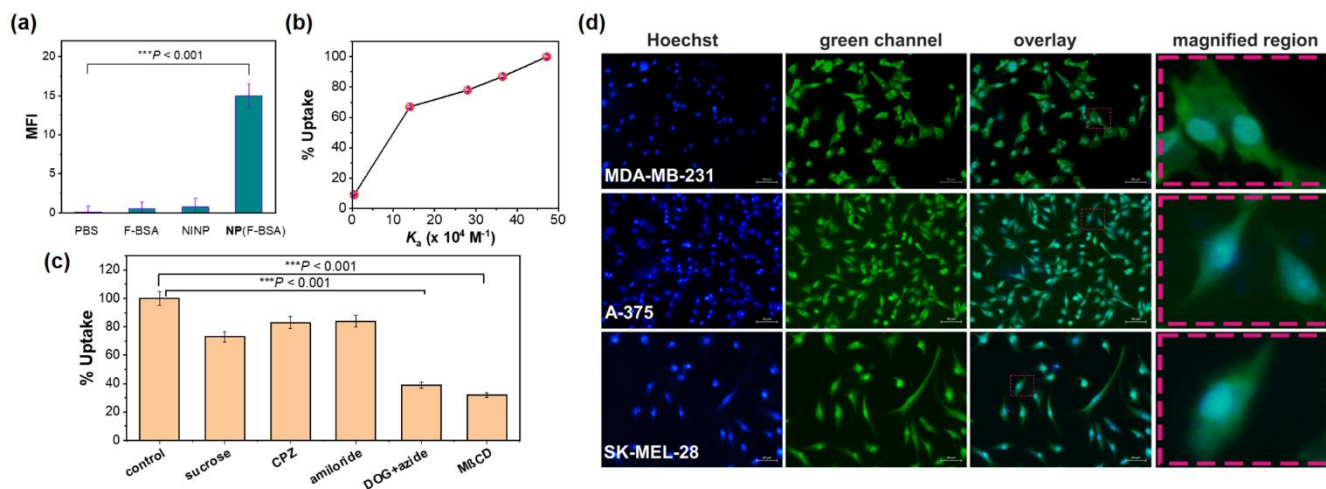 (a)
***P < 0.001
MFI
20
15
10
5
0
PBS
F-BSA
NINP
NP(F-BSA)
(b)
% Uptake
100
80
60
40
20
0
0
10
20
30
40
50
Ka (x 10⁴ M⁻¹)
(c)
***P < 0.001
***P < 0.001
% Uptake
120
100
80
60
40
20
0
control
sucrose
CPZ
amiloride
DOG+azide
MβCD
(d)
Hoechst
green channel
overlay
magnified region
MDA-MB-231
A-375
SK-MEL-28